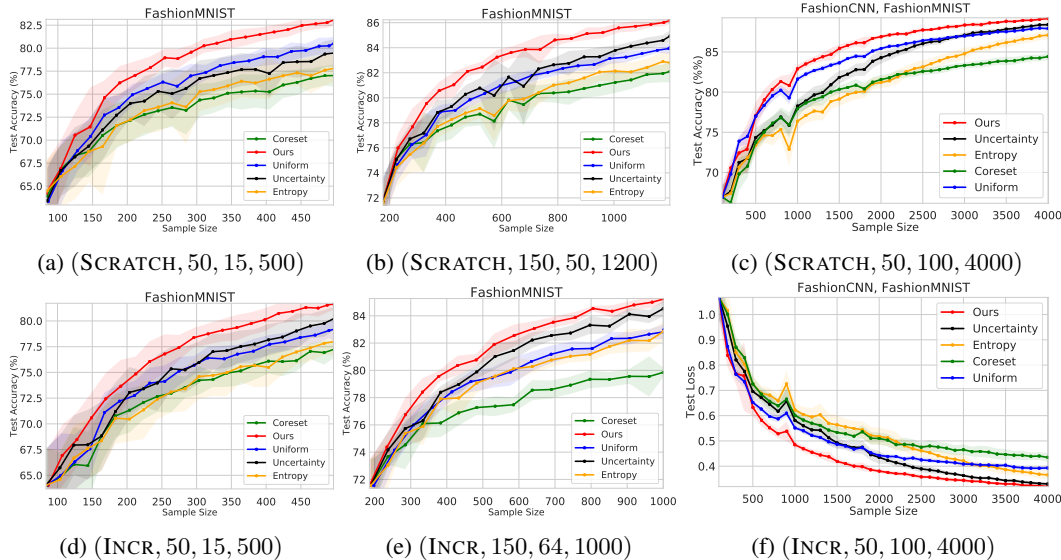 FashionMNIST
Test Accuracy (%)
82.5
80.0
77.5
75.0
72.5
70.0
67.5
65.0
Coreset
Ours
Uniform
Uncertainty
Entropy
100 150 200 250 300 350 400 450
Sample Size
(a) (SCRATCH, 50, 15, 500)
FashionMNIST
Test Accuracy (%)
86
84
82
80
78
76
74
72
Coreset
Ours
Uniform
Uncertainty
Entropy
200 400 600 800 1000
Sample Size
(b) (SCRATCH, 150, 50, 1200)
FashionCNN, FashionMNIST
Test Accuracy (%%)
85
80
75
70
Ours
Uncertainty
Entropy
Coreset
Uniform
500 1000 1500 2000 2500 3000 3500 4000
Sample Size
(c) (SCRATCH, 50, 100, 4000)
FashionMNIST
Test Accuracy (%)
80.0
77.5
75.0
72.5
70.0
67.5
65.0
Coreset
Ours
Uniform
Uncertainty
Entropy
100 150 200 250 300 350 400 450
Sample Size
(d) (INCR, 50, 15, 500)
FashionMNIST
Test Accuracy (%)
84
82
80
78
76
74
72
Coreset
Ours
Uniform
Uncertainty
Entropy
200 300 400 500 600 700 800 900 1000
Sample Size
(e) (INCR, 150, 64, 1000)
FashionCNN, FashionMNIST
Test Loss
1.0
0.9
0.8
0.7
0.6
0.5
0.4
Ours
Uncertainty
Entropy
Coreset
Uniform
500 1000 1500 2000 2500 3000 3500 4000
Sample Size
(f) (INCR, 50, 100, 4000)